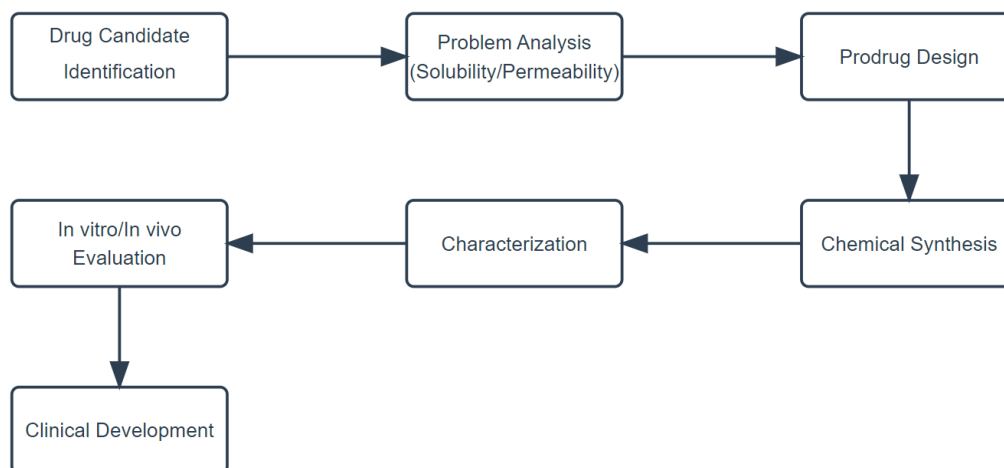 Drug Candidate
Identification
Problem Analysis
(Solubility/Permeability)
Prodrug Design
Chemical Synthesis
Characterization
In vitro/In vivo
Evaluation
Clinical Development